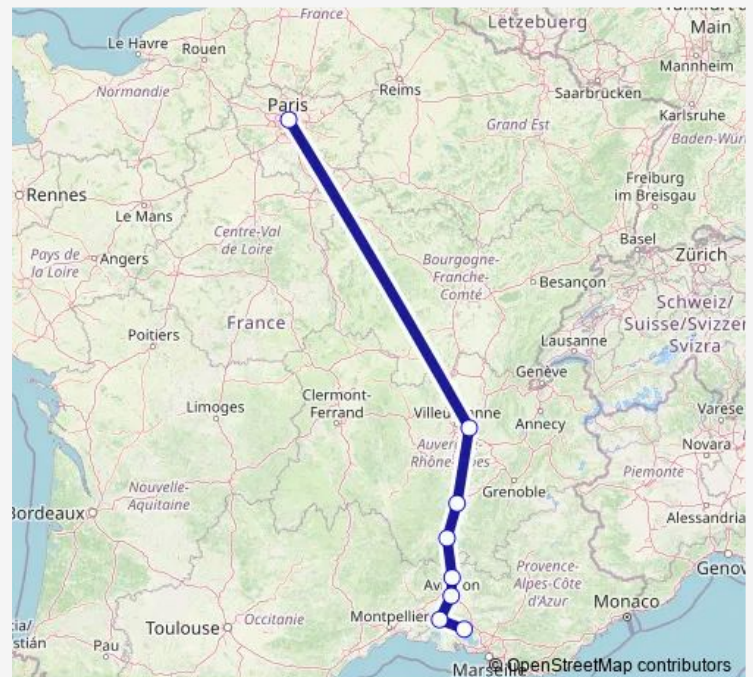 France
Letzebuerg
Frankfurt
Main
Le Havre
Rouen
Mannheim
Reims
Saarbrücken
Normandie
Paris
Karlsruhe
Grand Est
Baden-Wür
Freiburg
im Breisgau
Rennes
Le Mans
Centre-Val
de Loire
Basel
Zürich
Pays de
la Loire
Angers
Bourgogne-
Franche-
Comté
Besançon
Schweiz/
Suisse/Svizzer
Svizra
France
Poitiers
Lausanne
Genève
Clermont-
Ferrand
Limoges
Annecy
Varese
Novara
Piemonte
Grenoble
Nouvelle-
Aquitaine
Bordeaux
Alessandria
Genov
Provence-
Alpes-Côte
d'Azur
Monaco
Montpellier
Occitanie
Toulouse
Pau
stián
Marseille
© OpenStreetMap contributors